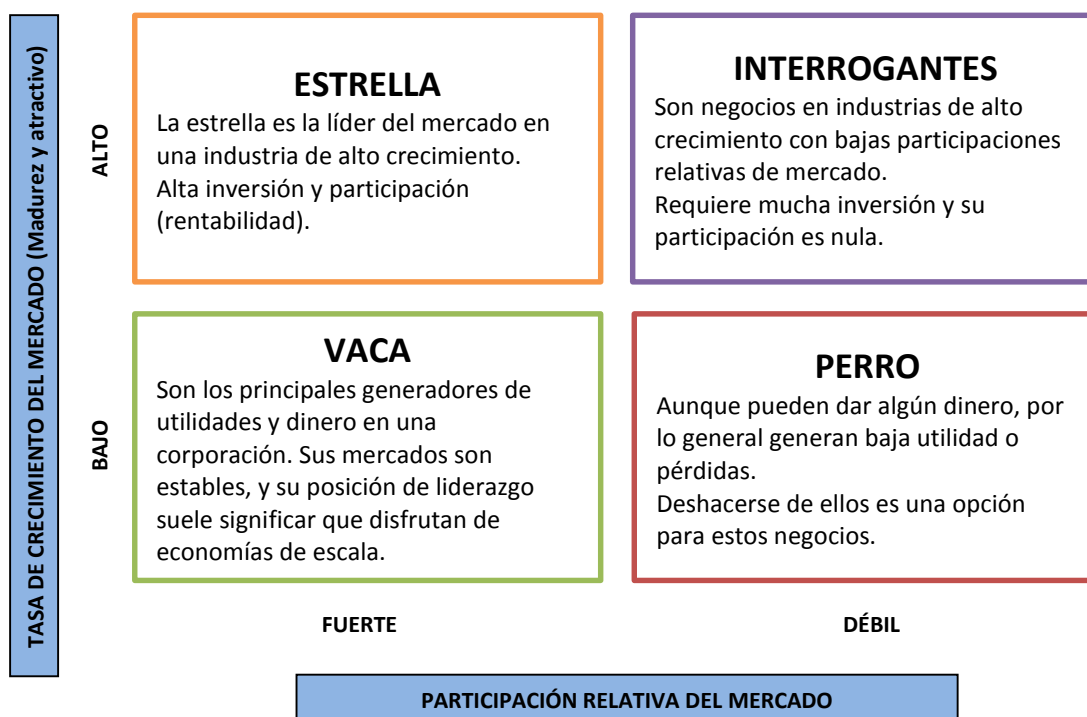 TASA DE CRECIMIENTO DEL MERCADO (Madurez y atractivo)
ALTO
ESTRELLA
La estrella es la líder del mercado en
una industria de alto crecimiento.
Alta inversión y participación
(rentabilidad).
INTERROGANTES
Son negocios en industrias de alto
crecimiento con bajas participaciones
relativas de mercado.
Requiere mucha inversión y su
participación es nula.
BAJO
VACA
Son los principales generadores de
utilidades y dinero en una
corporación. Sus mercados son
estables, y su posición de liderazgo
suele significar que disfrutan de
economías de escala.
PERRO
Aunque pueden dar algún dinero, por
lo general generan baja utilidad o
pérdidas.
Deshacerse de ellos es una opción
para estos negocios.
FUERTE
DÉBIL
PARTICIPACIÓN RELATIVA DEL MERCADO